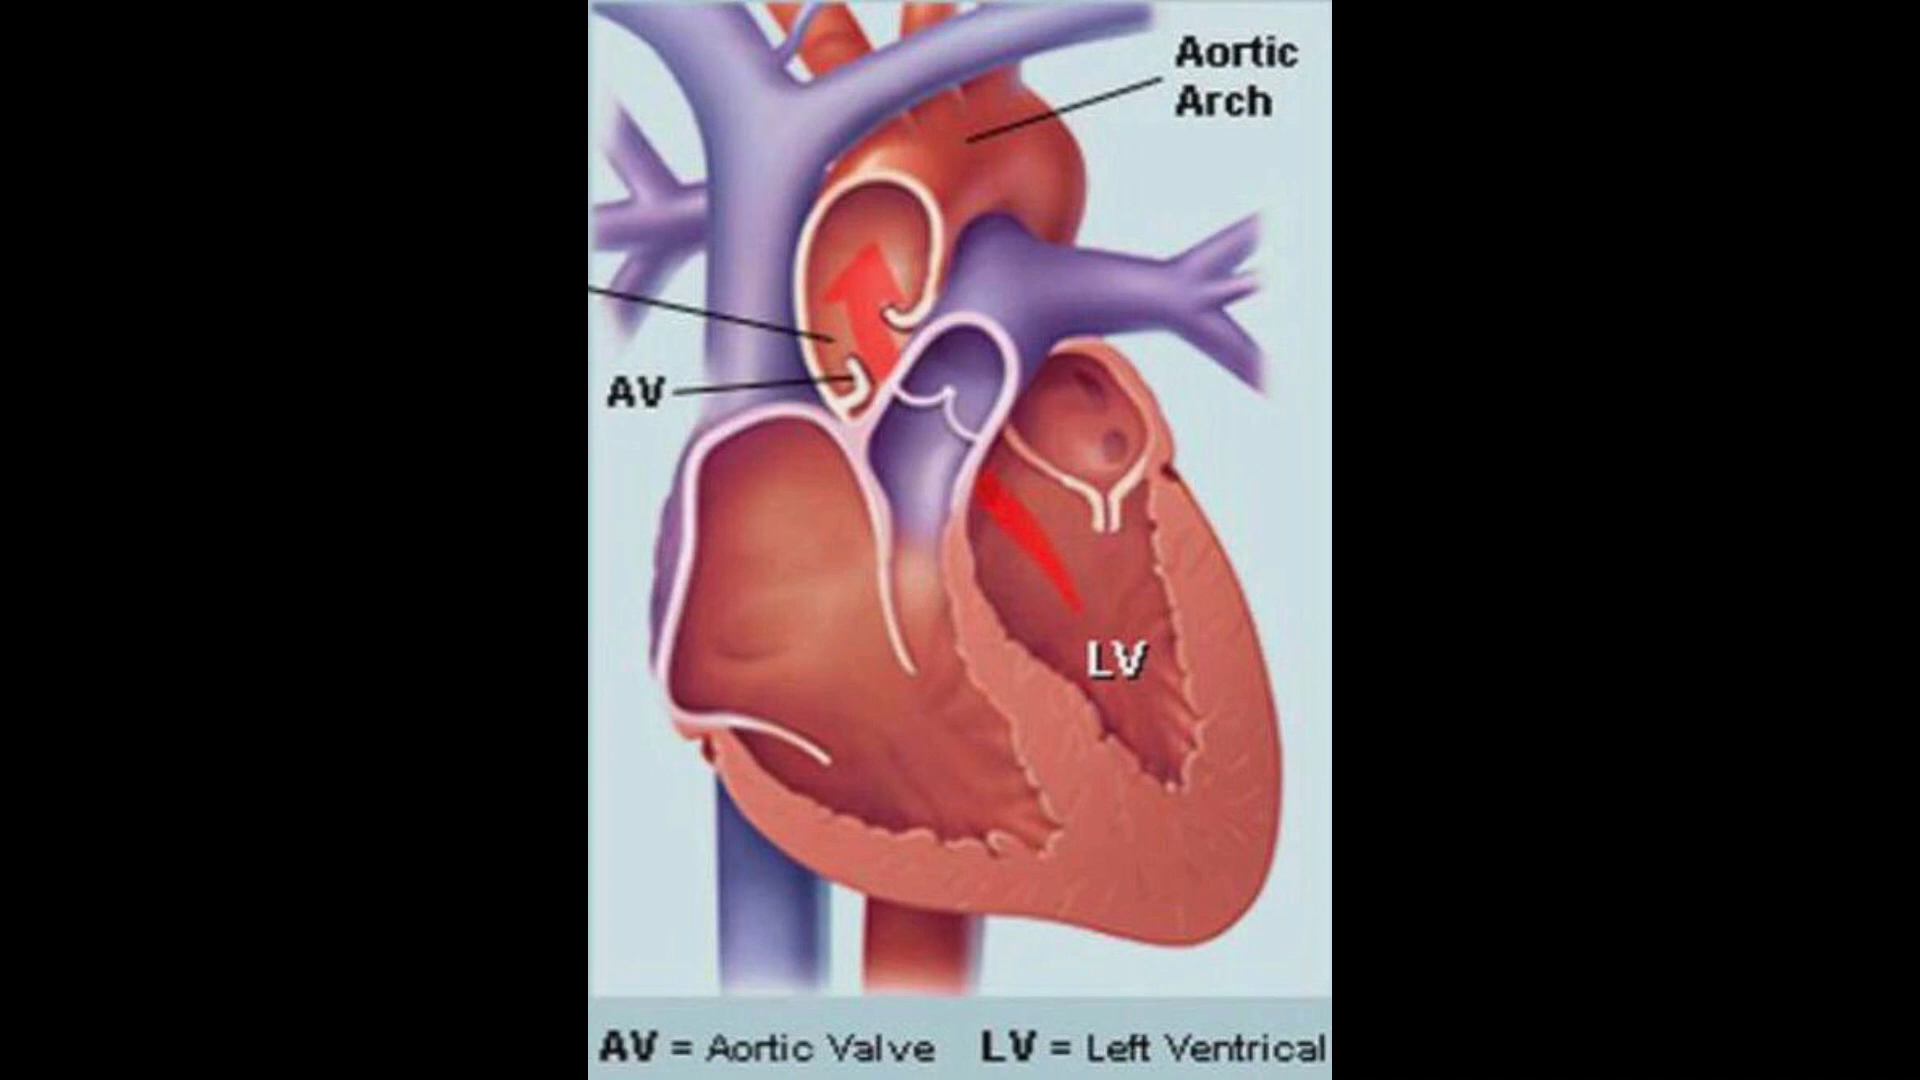 Aortic
Arch
AV
LV
AV = Aortic Valve LV = Left Ventrical